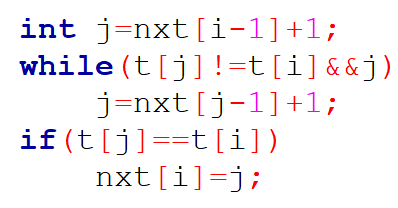 int j=nxt[i-1]+1;
while(t[j]!=t[i]&&j)
j=nxt[j-1]+1;
if(t[j]==t[i])
nxt[i]=j;